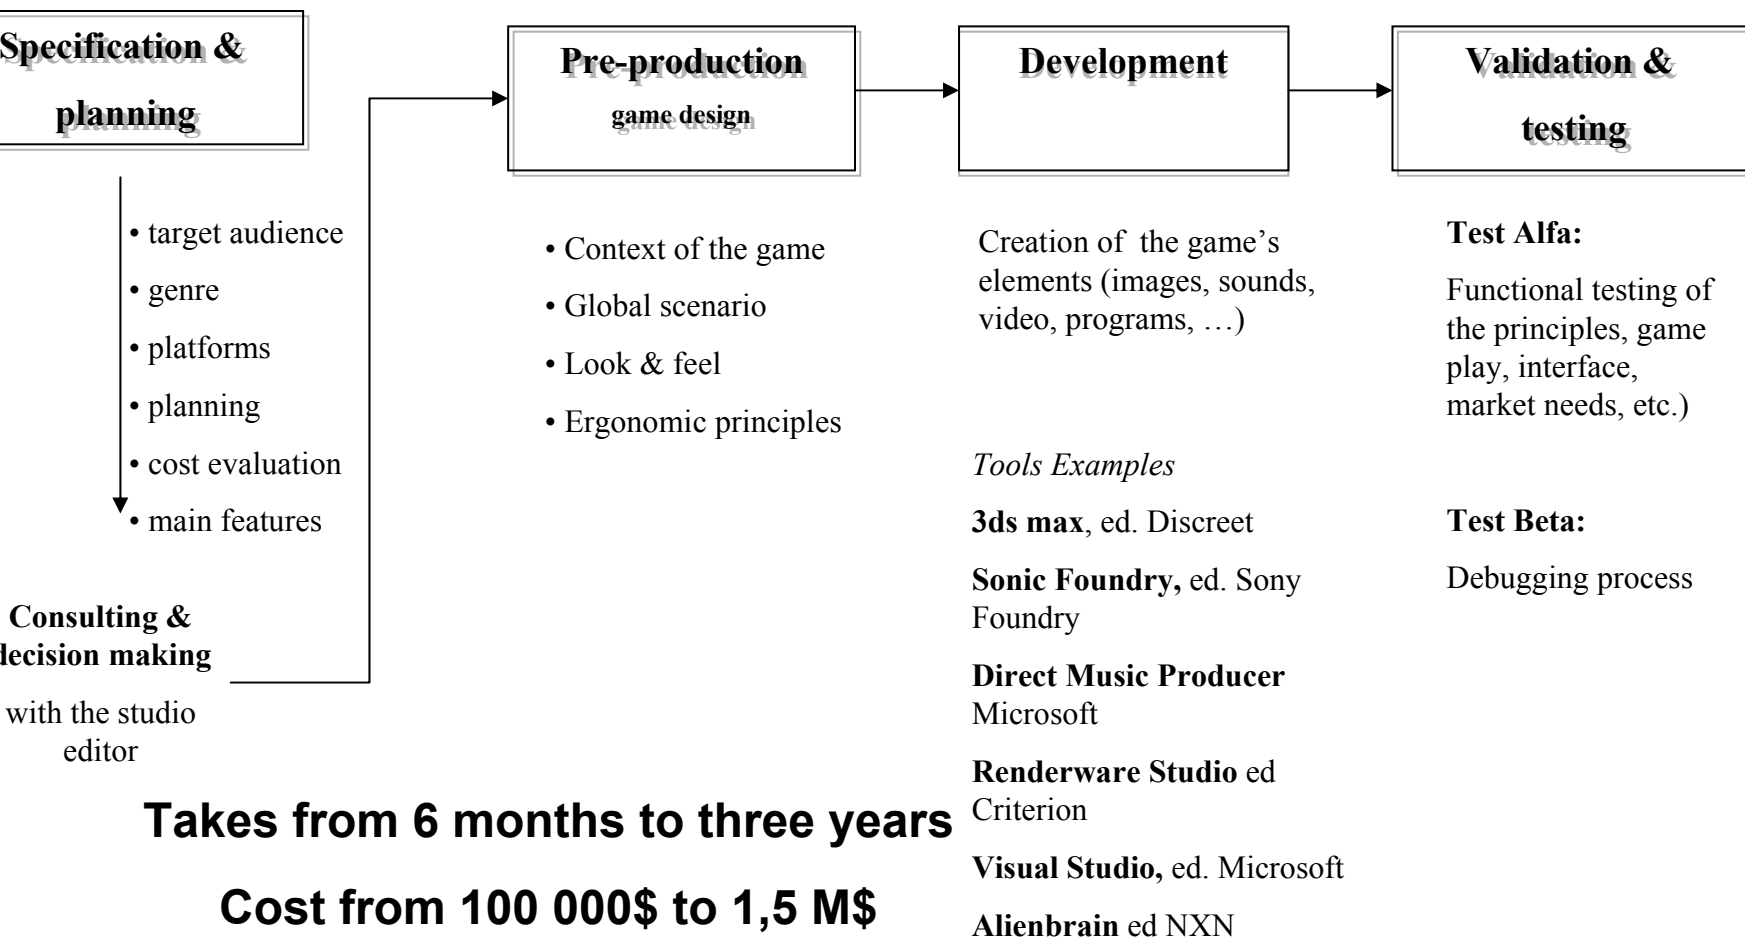 Specification &
planning
• target audience
• genre
• platforms
• planning
• cost evaluation
• main features
Consulting &
decision making
with the studio
editor
Pre-production
game design
• Context of the game
• Global scenario
• Look & feel
• Ergonomic principles
Development
Creation of the game’s
elements (images, sounds,
video, programs, …)
Tools Examples
3ds max, ed. Discreet
Sonic Foundry, ed. Sony
Foundry
Direct Music Producer
Microsoft
Renderware Studio ed
Criterion
Visual Studio, ed. Microsoft
Alienbrain ed NXN
Validation &
testing
Test Alfa:
Functional testing of
the principles, game
play, interface,
market needs, etc.)
Test Beta:
Debugging process
Takes from 6 months to three years
Cost from 100 000$ to 1,5 M$